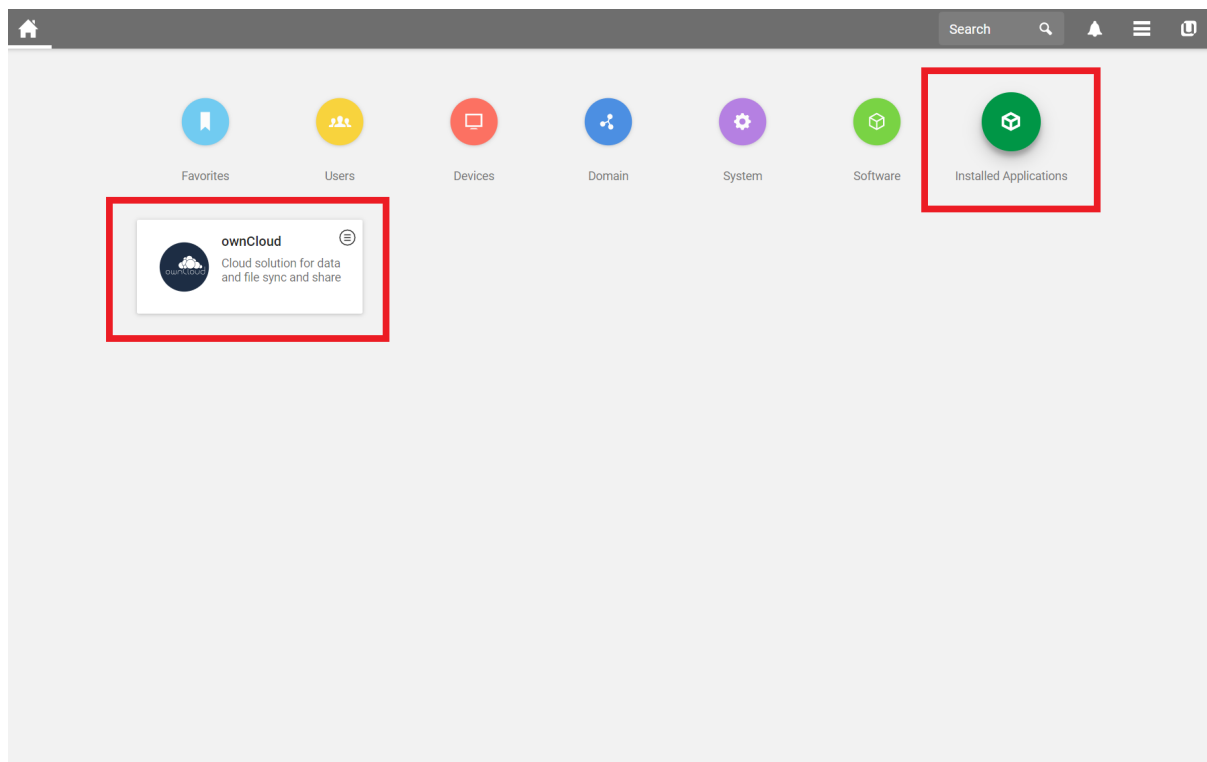 Search
Favorites
Users
Devices
Domain
System
Software
Installed Applications
ownCloud
ownCloud
Cloud solution for data
and file sync and share